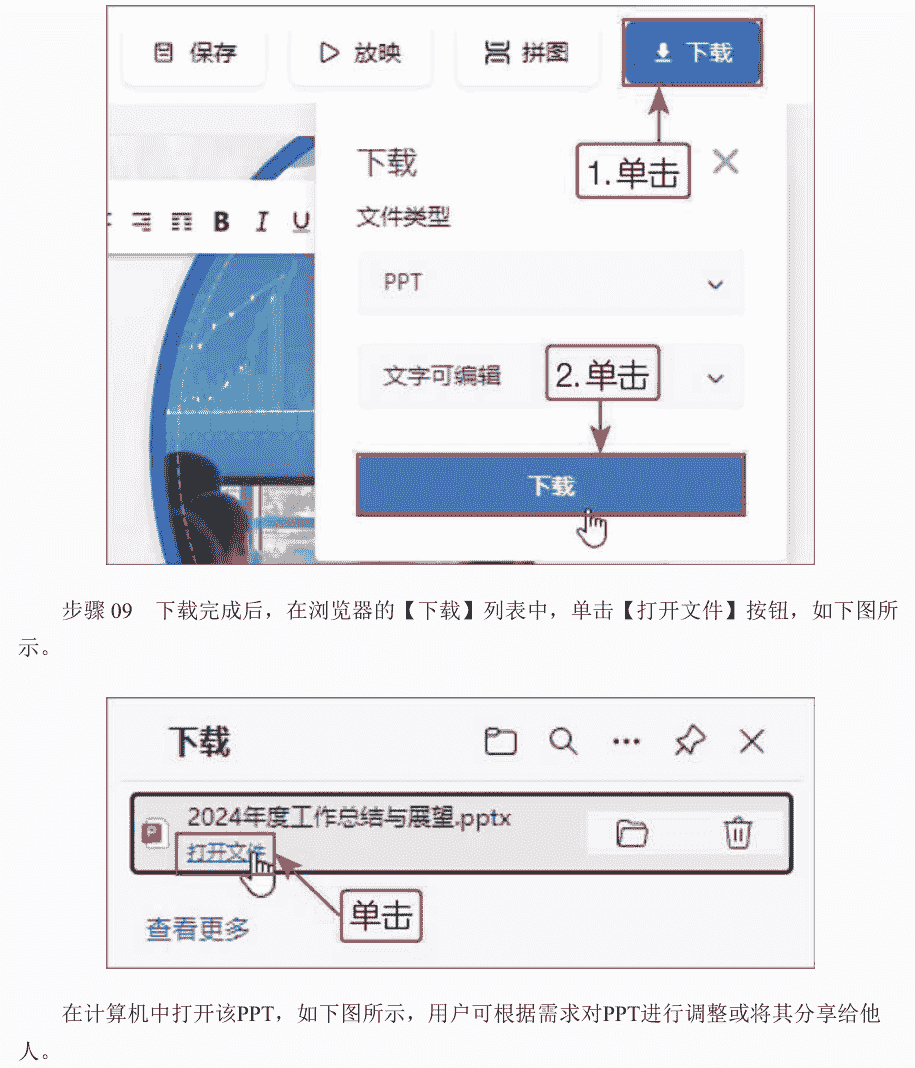 保存 放映 拼图 下载
下载
1.单击
文件类型
B I U
PPT
文字可编辑
2.单击
下载
步骤 09 下载完成后，在浏览器的【下载】列表中，单击【打开文件】按钮，如下图所
示。
下载
2024年度工作总结与展望.pptx
打开文件
单击
查看更多
在计算机中打开该PPT，如下图所示，用户可根据需求对PPT进行调整或将其分享给他
人。